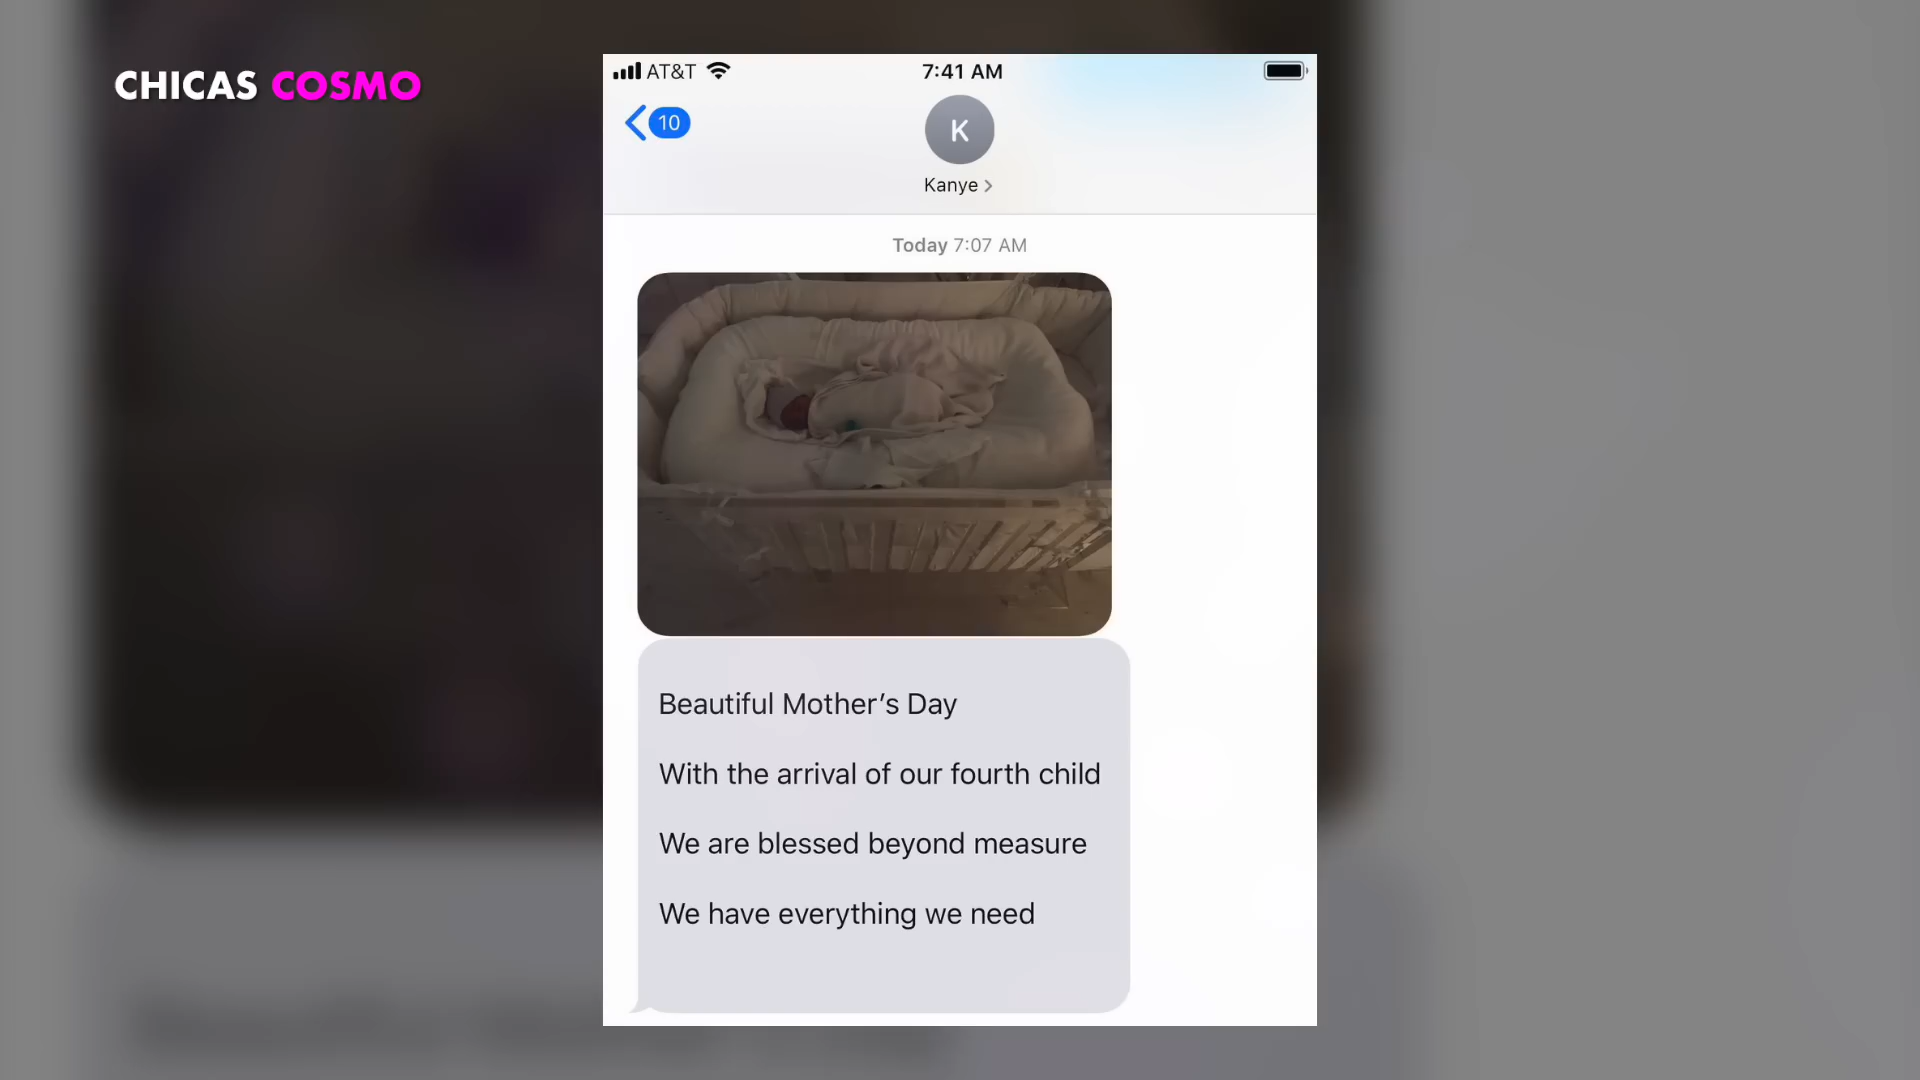 CHICAS COSMO
AT&T
7:41 AM
10
K
Kanye
Today 7:07 AM
Beautiful Mother’s Day
With the arrival of our fourth child
We are blessed beyond measure
We have everything we need